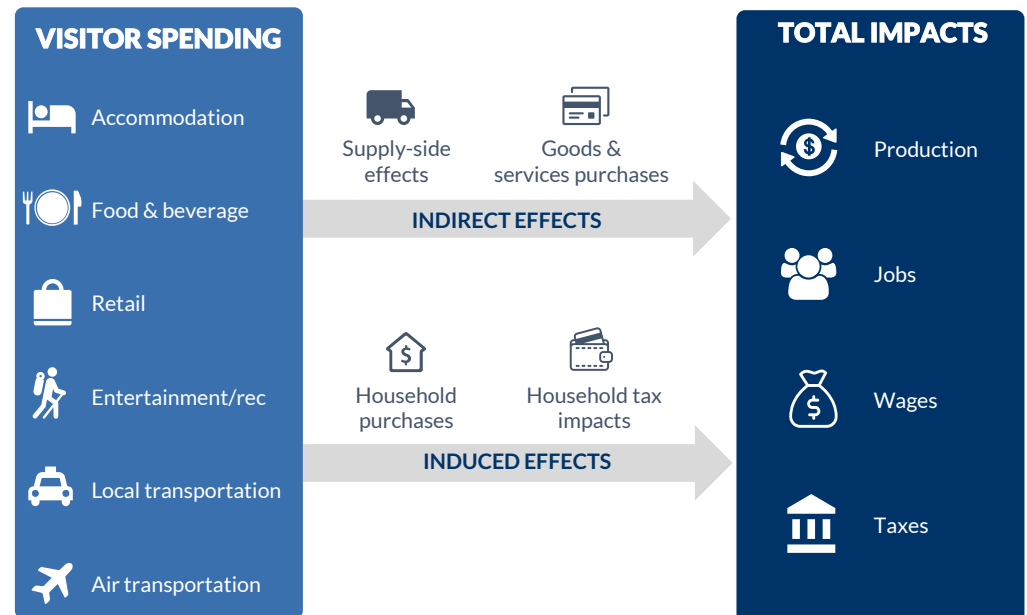 VISITOR SPENDING
Accommodation
Food & beverage
Retail
Entertainment/rec
Local transportation
Air transportation
Supply-side
effects
Goods &
services purchases
INDIRECT EFFECTS
Household
purchases
Household tax
impacts
INDUCED EFFECTS
TOTAL IMPACTS
Production
Jobs
Wages
Taxes